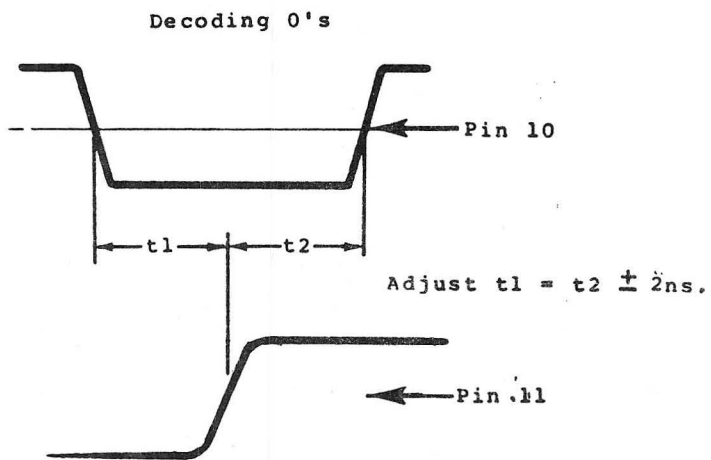 Decoding 0's
Pin 10
t1 t2
Adjust t1 = t2 ± 2ns.
Pin 11